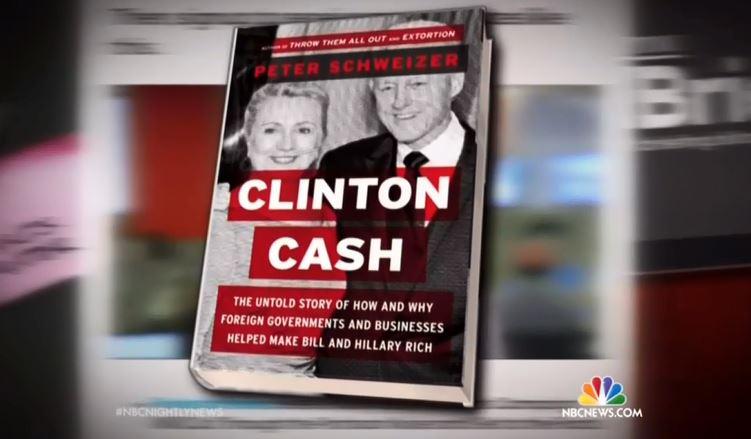 AUTHOR OF THROW THEM ALL OUT AND EXTORTION
PETER SCHWEIZER
CLINTON
CASH
THE UNTOLD STORY OF HOW AND WHY
FOREIGN GOVERNMENTS AND BUSINESSES
HELPED MAKE BILL AND HILLARY RICH
Bri
#NBCNIGHTLYNEWS
NBCNEWS.COM